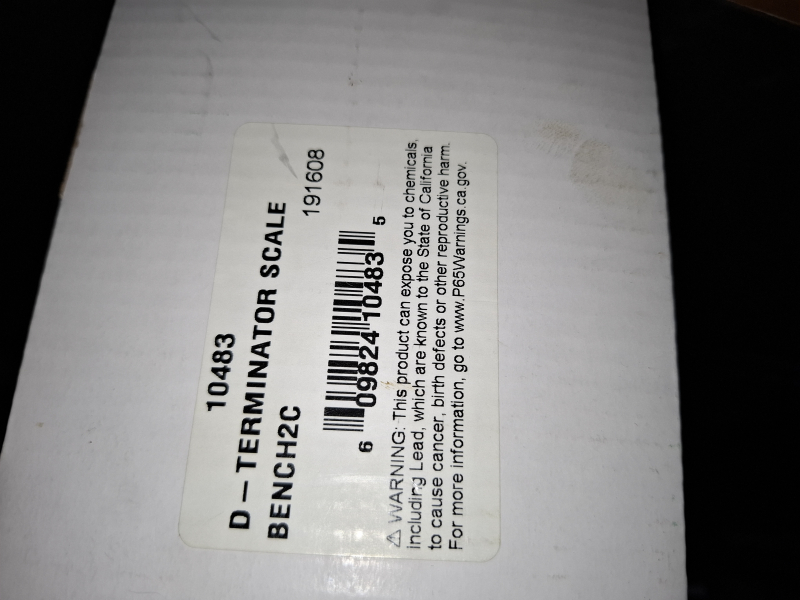 10483
D – TERMINATOR SCALE
BENCH2C
191608
6 09824 10483 5
⚠ WARNING: This product can expose you to chemicals,
including Lead, which are known to the State of California
to cause cancer, birth defects or other reproductive harm.
For more information, go to www.P65Warnings.ca.gov.